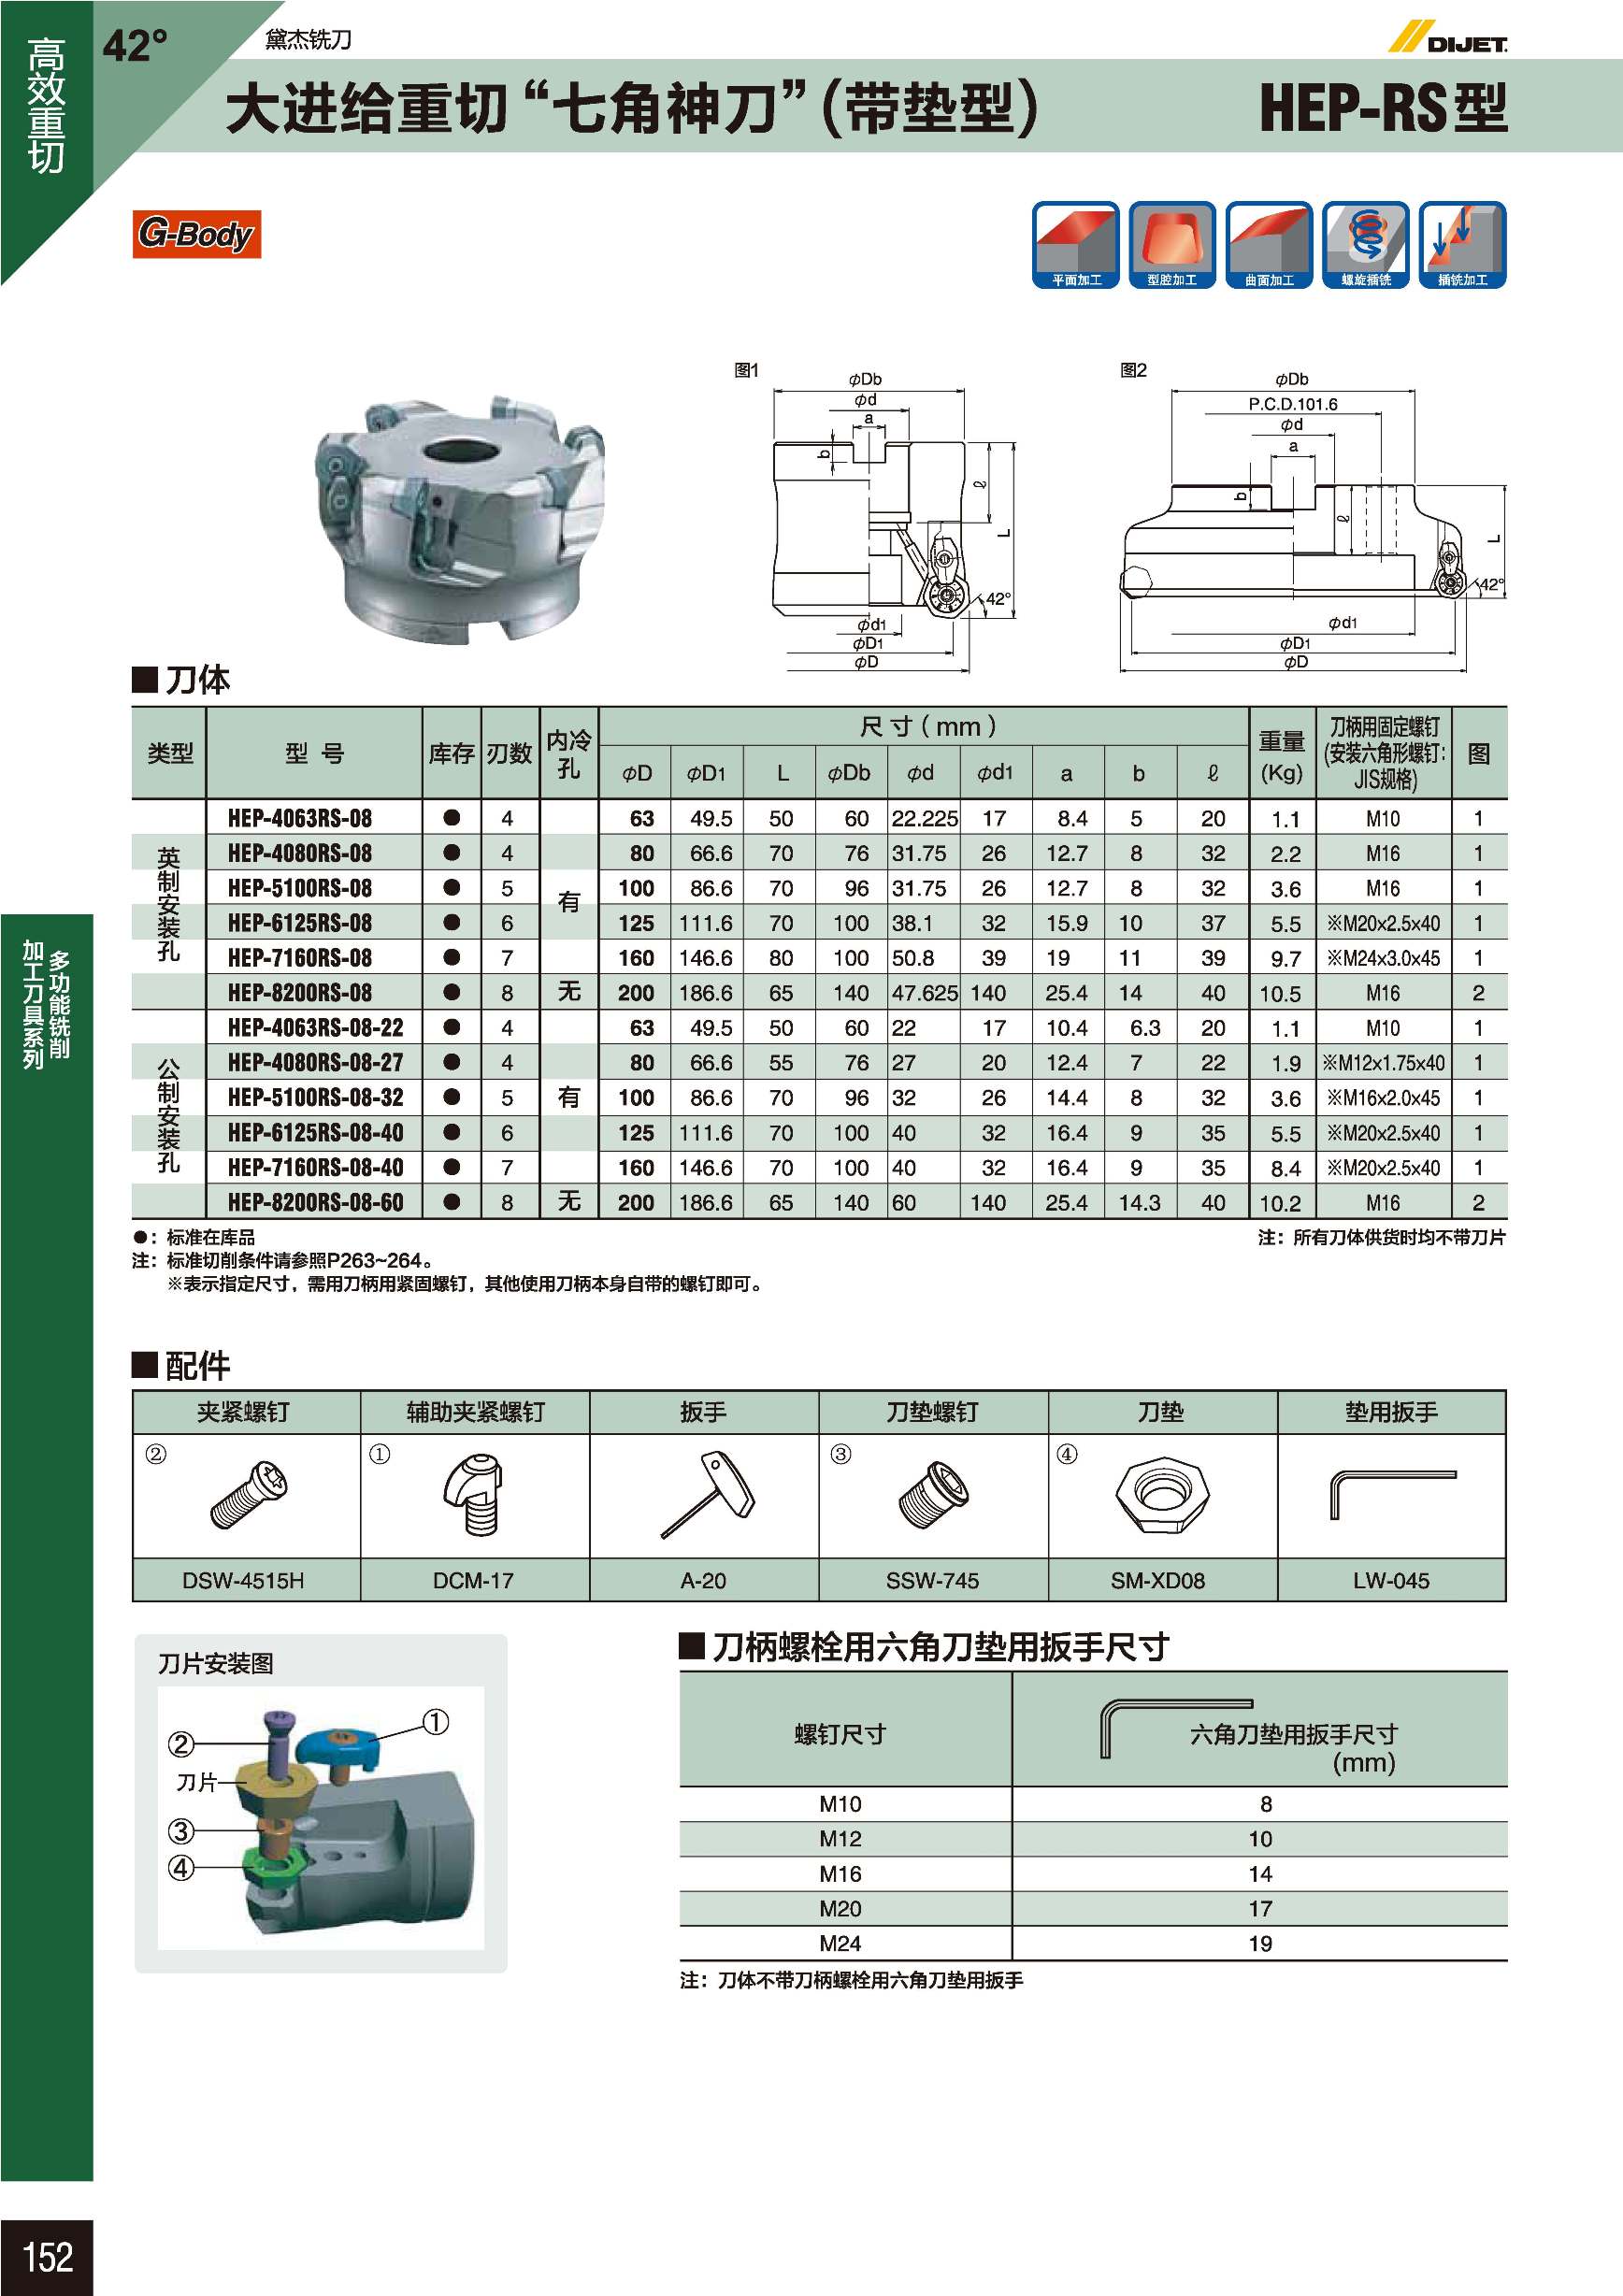 高效重切
42°
黛杰铣刀
DIJET
大进给重切“七角神刀”(带垫型)
HEP-RS型
G-Body
平面加工 型腔加工 曲面加工 螺旋插铣 插铣加工
图1
φDb
φd
a
b
ℓ
L
42°
φd1
φD1
φD
图2
φDb
P.C.D.101.6
φd
a
b
ℓ
L
42°
φd1
φD1
φD
■刀体
类型 型 号 库存 刃数 内冷孔 尺 寸 ( mm ) 重量(Kg) 刀柄用固定螺钉(安装六角形螺钉:JIS规格) 图
φD φD1 L φDb φd φd1 a b ℓ
英制安装孔
HEP-4063RS-08 ● 4 63 49.5 50 60 22.225 17 8.4 5 20 1.1 M10 1
HEP-4080RS-08 ● 4 80 66.6 70 76 31.75 26 12.7 8 32 2.2 M16 1
HEP-5100RS-08 ● 5 有 100 86.6 70 96 31.75 26 12.7 8 32 3.6 M16 1
HEP-6125RS-08 ● 6 125 111.6 70 100 38.1 32 15.9 10 37 5.5 ※M20x2.5x40 1
HEP-7160RS-08 ● 7 160 146.6 80 100 50.8 39 19 11 39 9.7 ※M24x3.0x45 1
HEP-8200RS-08 ● 8 无 200 186.6 65 140 47.625 140 25.4 14 40 10.5 M16 2
公制安装孔
HEP-4063RS-08-22 ● 4 63 49.5 50 60 22 17 10.4 6.3 20 1.1 M10 1
HEP-4080RS-08-27 ● 4 80 66.6 55 76 27 20 12.4 7 22 1.9 ※M12x1.75x40 1
HEP-5100RS-08-32 ● 5 有 100 86.6 70 96 32 26 14.4 8 32 3.6 ※M16x2.0x45 1
HEP-6125RS-08-40 ● 6 125 111.6 70 100 40 32 16.4 9 35 5.5 ※M20x2.5x40 1
HEP-7160RS-08-40 ● 7 160 146.6 70 100 40 32 16.4 9 35 8.4 ※M20x2.5x40 1
HEP-8200RS-08-60 ● 8 无 200 186.6 65 140 60 140 25.4 14.3 40 10.2 M16 2
●：标准在库品
注：所有刀体供货时均不带刀片
注：标准切削条件请参照P263~264。
※表示指定尺寸，需用刀柄用紧固螺钉，其他使用刀柄本身自带的螺钉即可。
■配件
夹紧螺钉 辅助夹紧螺钉 扳手 刀垫螺钉 刀垫 垫用扳手
② ① ③ ④
DSW-4515H DCM-17 A-20 SSW-745 SM-XD08 LW-045
刀片安装图
①
②
刀片
③
④
■刀柄螺栓用六角刀垫用扳手尺寸
螺钉尺寸 六角刀垫用扳手尺寸
(mm)
M10 8
M12 10
M16 14
M20 17
M24 19
注：刀体不带刀柄螺栓用六角刀垫用扳手
多功能铣削
加工刀具系列
152